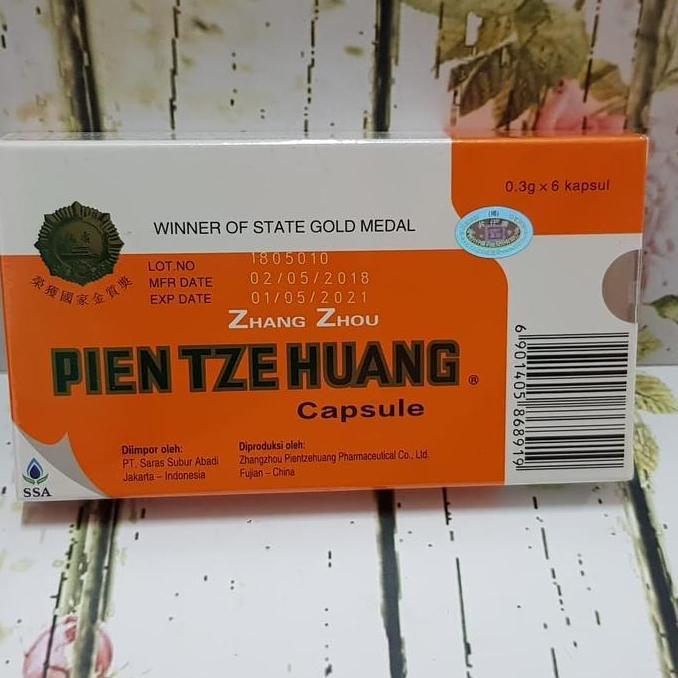 0.3g x 6 kapsul
WINNER OF STATE GOLD MEDAL
榮獲國家金質獎
LOT.NO 1805010
MFR DATE 02/05/2018
EXP DATE 01/05/2021
ZHANG ZHOU
PIEN TZE HUANG ®
Capsule
Diimpor oleh:
PT. Saras Subur Abadi
Jakarta – Indonesia
Diproduksi oleh:
Zhangzhou Pientzehuang Pharmaceutical Co., Ltd.
Fujian – China
SSA
6 901405 868919